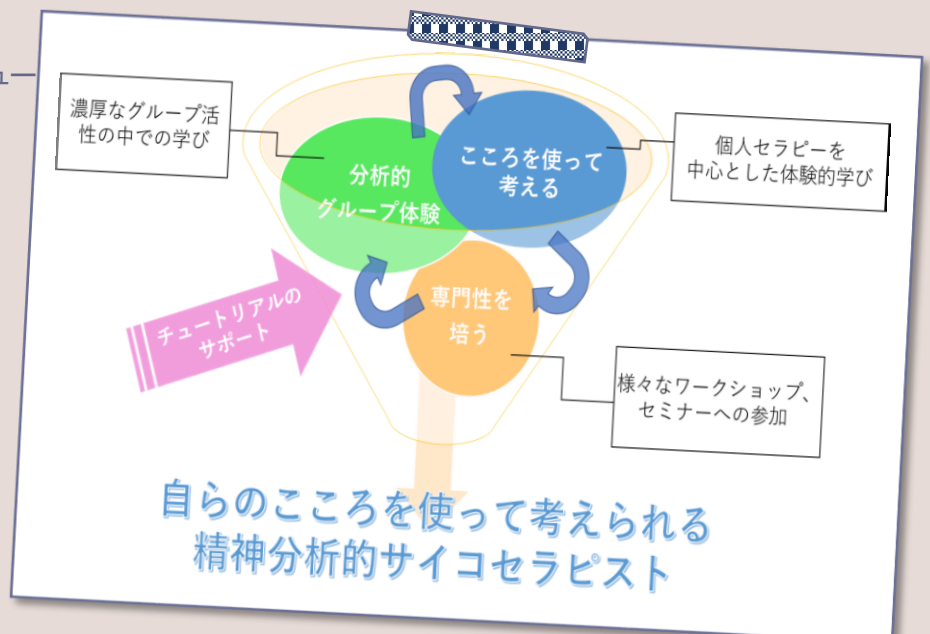 濃厚なグループ活
性の中での学び
個人セラピーを
中心とした体験的学び
分析的
グループ体験
こころを使って
考える
専門性を
培う
チュートリアルの
サポート
様々なワークショップ、
セミナーへの参加
自らのこころを使って考えられる
精神分析的サイコセラピスト